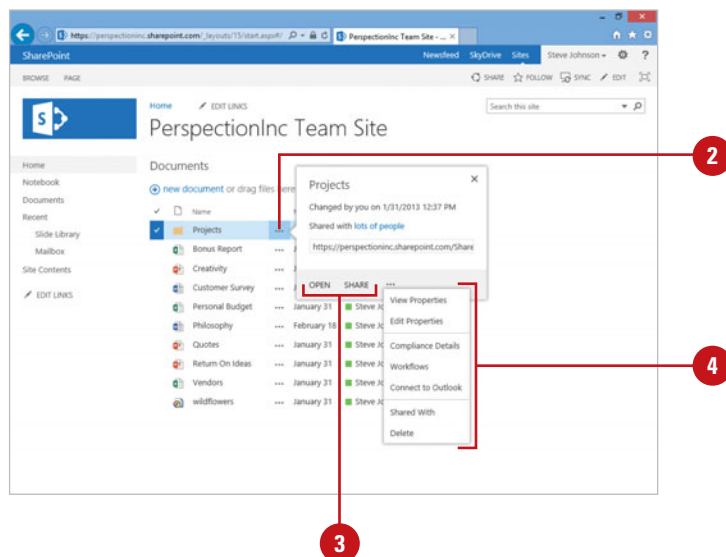 https://perspectioninc.sharepoint.com/_layouts/15/start.aspx#/
PerspectionInc Team Site - ...
SharePoint
Newsfeed SkyDrive Sites Steve Johnson ?
BROWSE PAGE
SHARE FOLLOW SYNC EDIT
S
Home EDIT LINKS
Search this site
PerspectionInc Team Site
2
Home
Notebook
Documents
Recent
Slide Library
Mailbox
Site Contents
EDIT LINKS
Documents
new document or drag files here
Name
Projects ...
Bonus Report ...
Creativity ...
Customer Survey ...
Personal Budget ... January 31 Steve Jo
Philosophy ... February 18 Steve Jo
Quotes ... January 31 Steve Jo
Return On Ideas ... January 31 Steve Jo
Vendors ... January 31 Steve Jo
wildflowers ... January 31 Steve Jo
Projects
Changed by you on 1/31/2013 12:37 PM
Shared with lots of people
https://perspectioninc.sharepoint.com/Share
OPEN SHARE ...
View Properties
Edit Properties
Compliance Details
Workflows
Connect to Outlook
Shared With
Delete
4
3